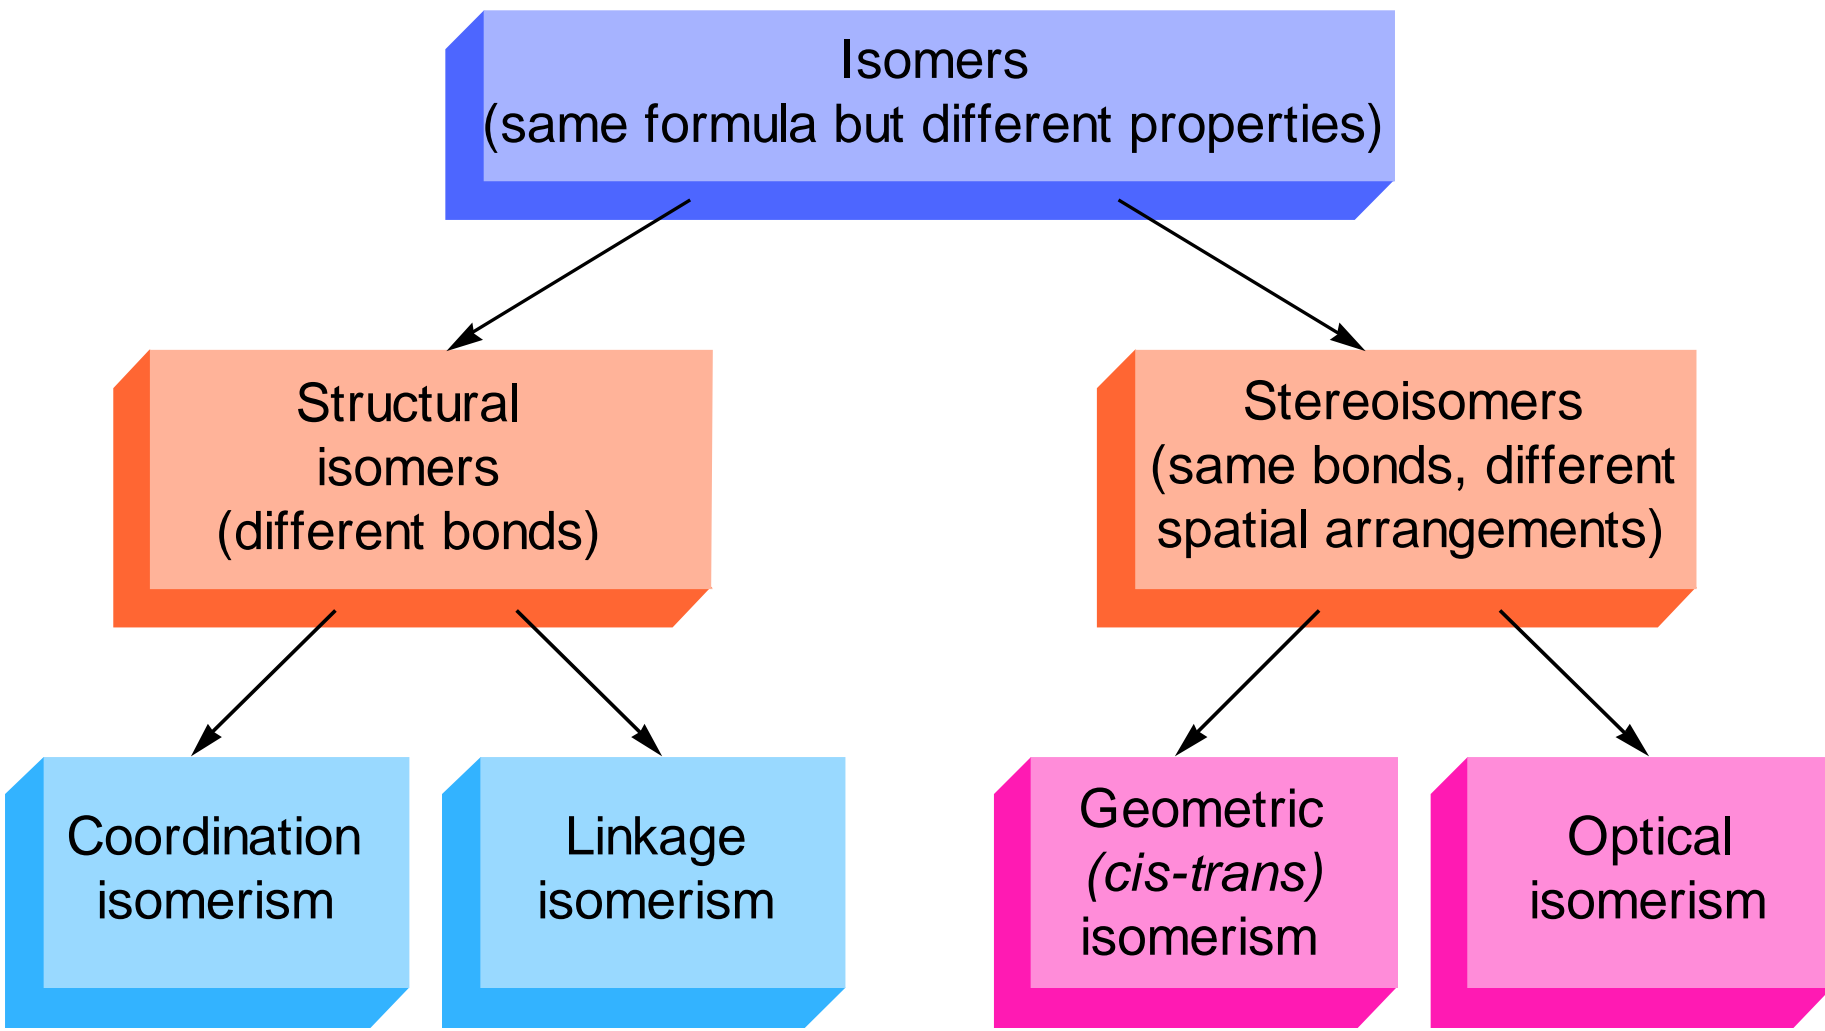 Isomers
(same formula but different properties)
Structural
isomers
(different bonds)
Stereoisomers
(same bonds, different
spatial arrangements)
Coordination
isomerism
Linkage
isomerism
Geometric
(cis-trans)
isomerism
Optical
isomerism